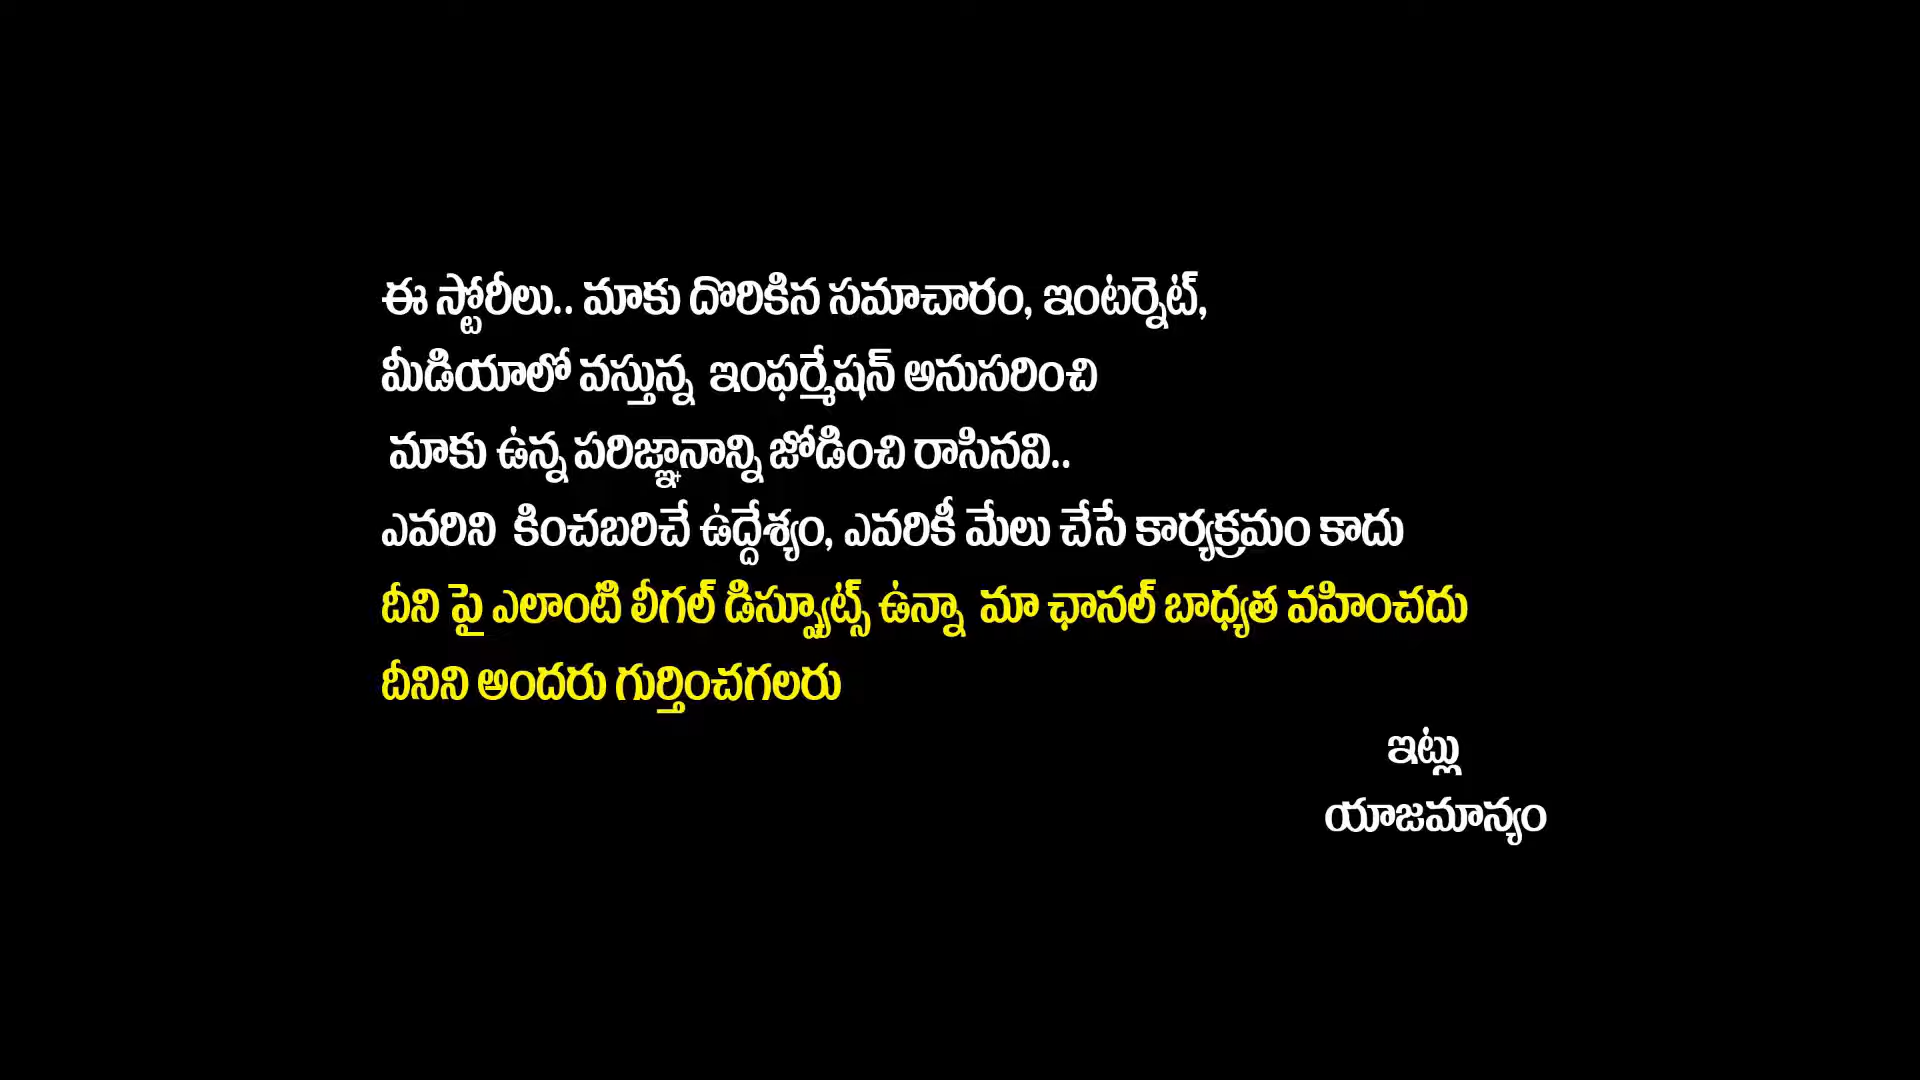 ఈ స్టోరీలు.. మాకు దొరికిన సమాచారం, ఇంటర్నెట్,
మీడియాలో వస్తున్న ఇంఫర్మేషన్ అనుసరించి
మాకు ఉన్న పరిజ్ఞానాన్ని జోడించి రాసినవి..
ఎవరిని కించబరిచే ఉద్దేశ్యం, ఎవరికీ మేలు చేసే కార్యక్రమం కాదు
దీని పై ఎలాంటి లీగల్ డిస్ప్యూట్స్ ఉన్నా మా ఛానల్ బాధ్యత వహించదు
దీనిని అందరు గుర్తించగలరు
ఇట్లు
యాజమాన్యం